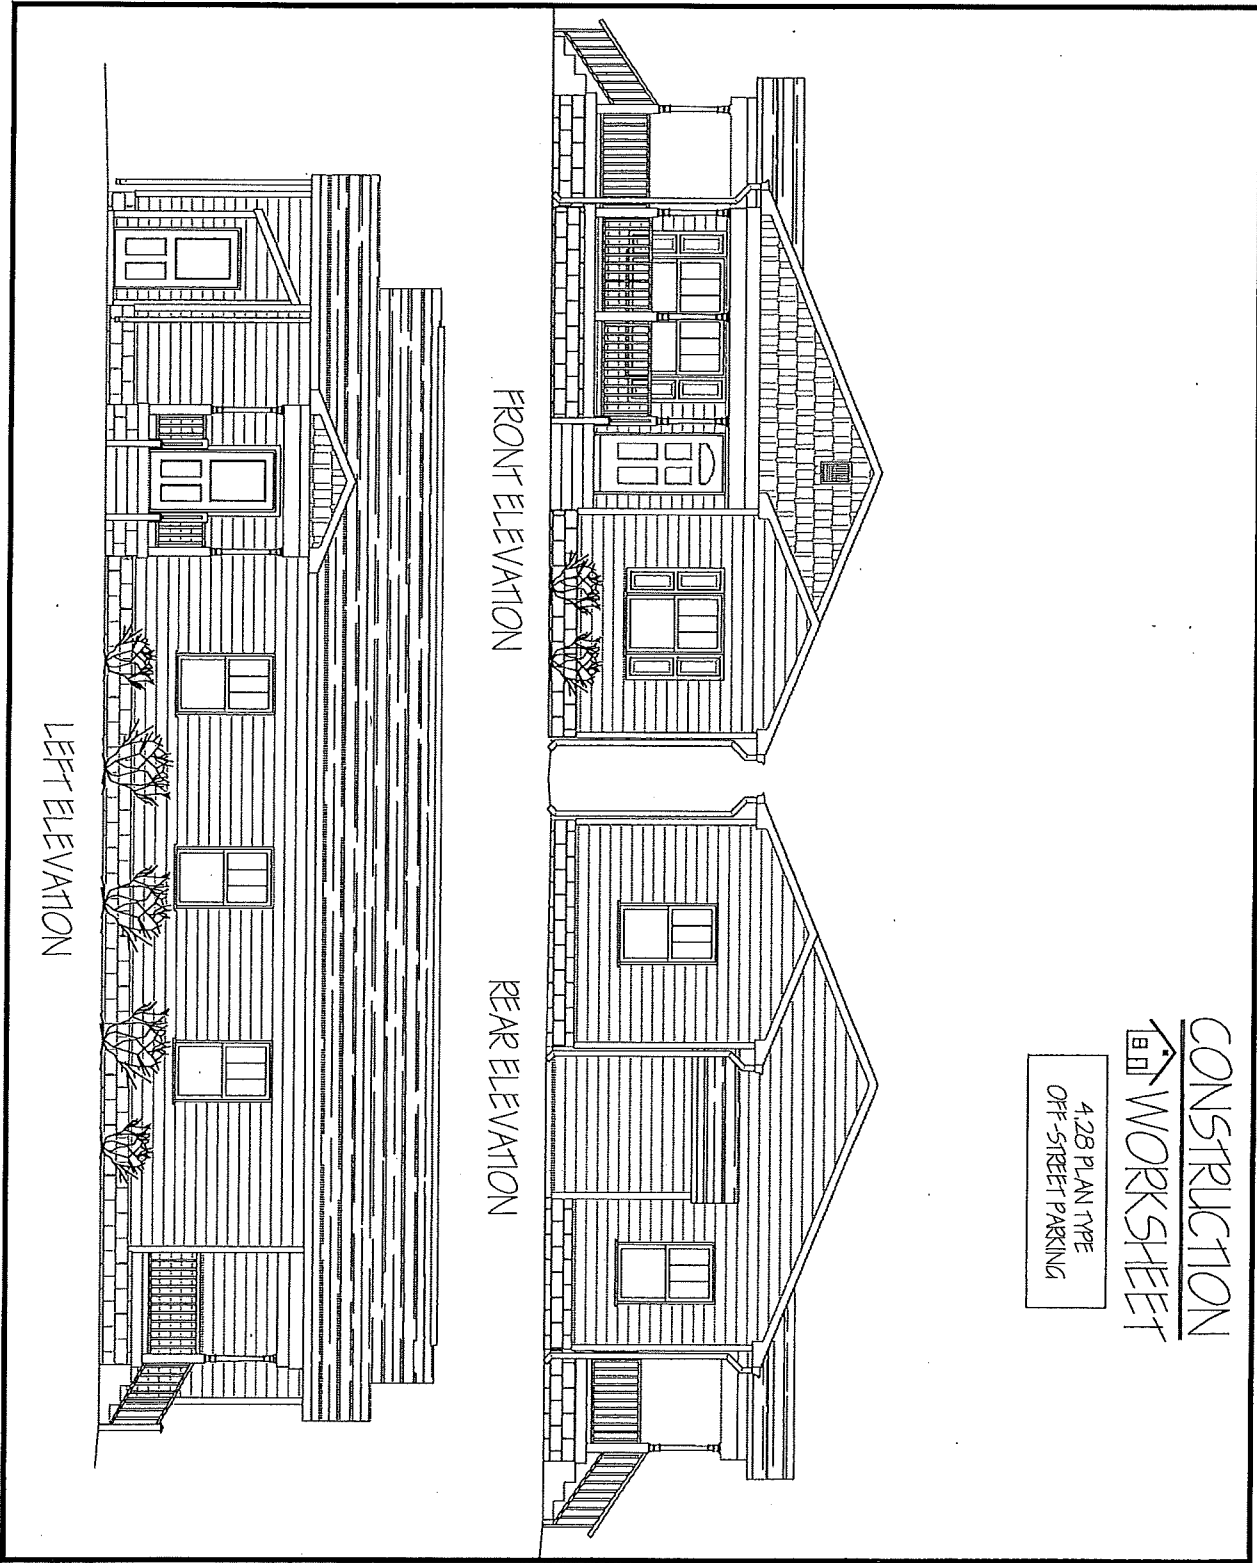 CONSTRUCTION
WORKSHEET
4.28 PLAN TYPE
OFF-STREET PARKING
FRONT ELEVATION
REAR ELEVATION
LEFT ELEVATION